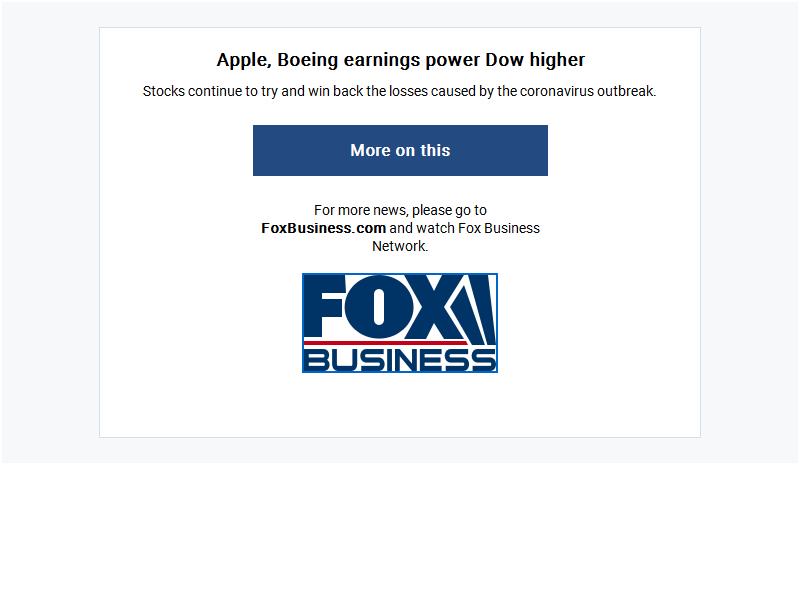 Apple, Boeing earnings power Dow higher
Stocks continue to try and win back the losses caused by the coronavirus outbreak.
More on this
For more news, please go to
FoxBusiness.com and watch Fox Business
Network.
FOX
BUSINESS